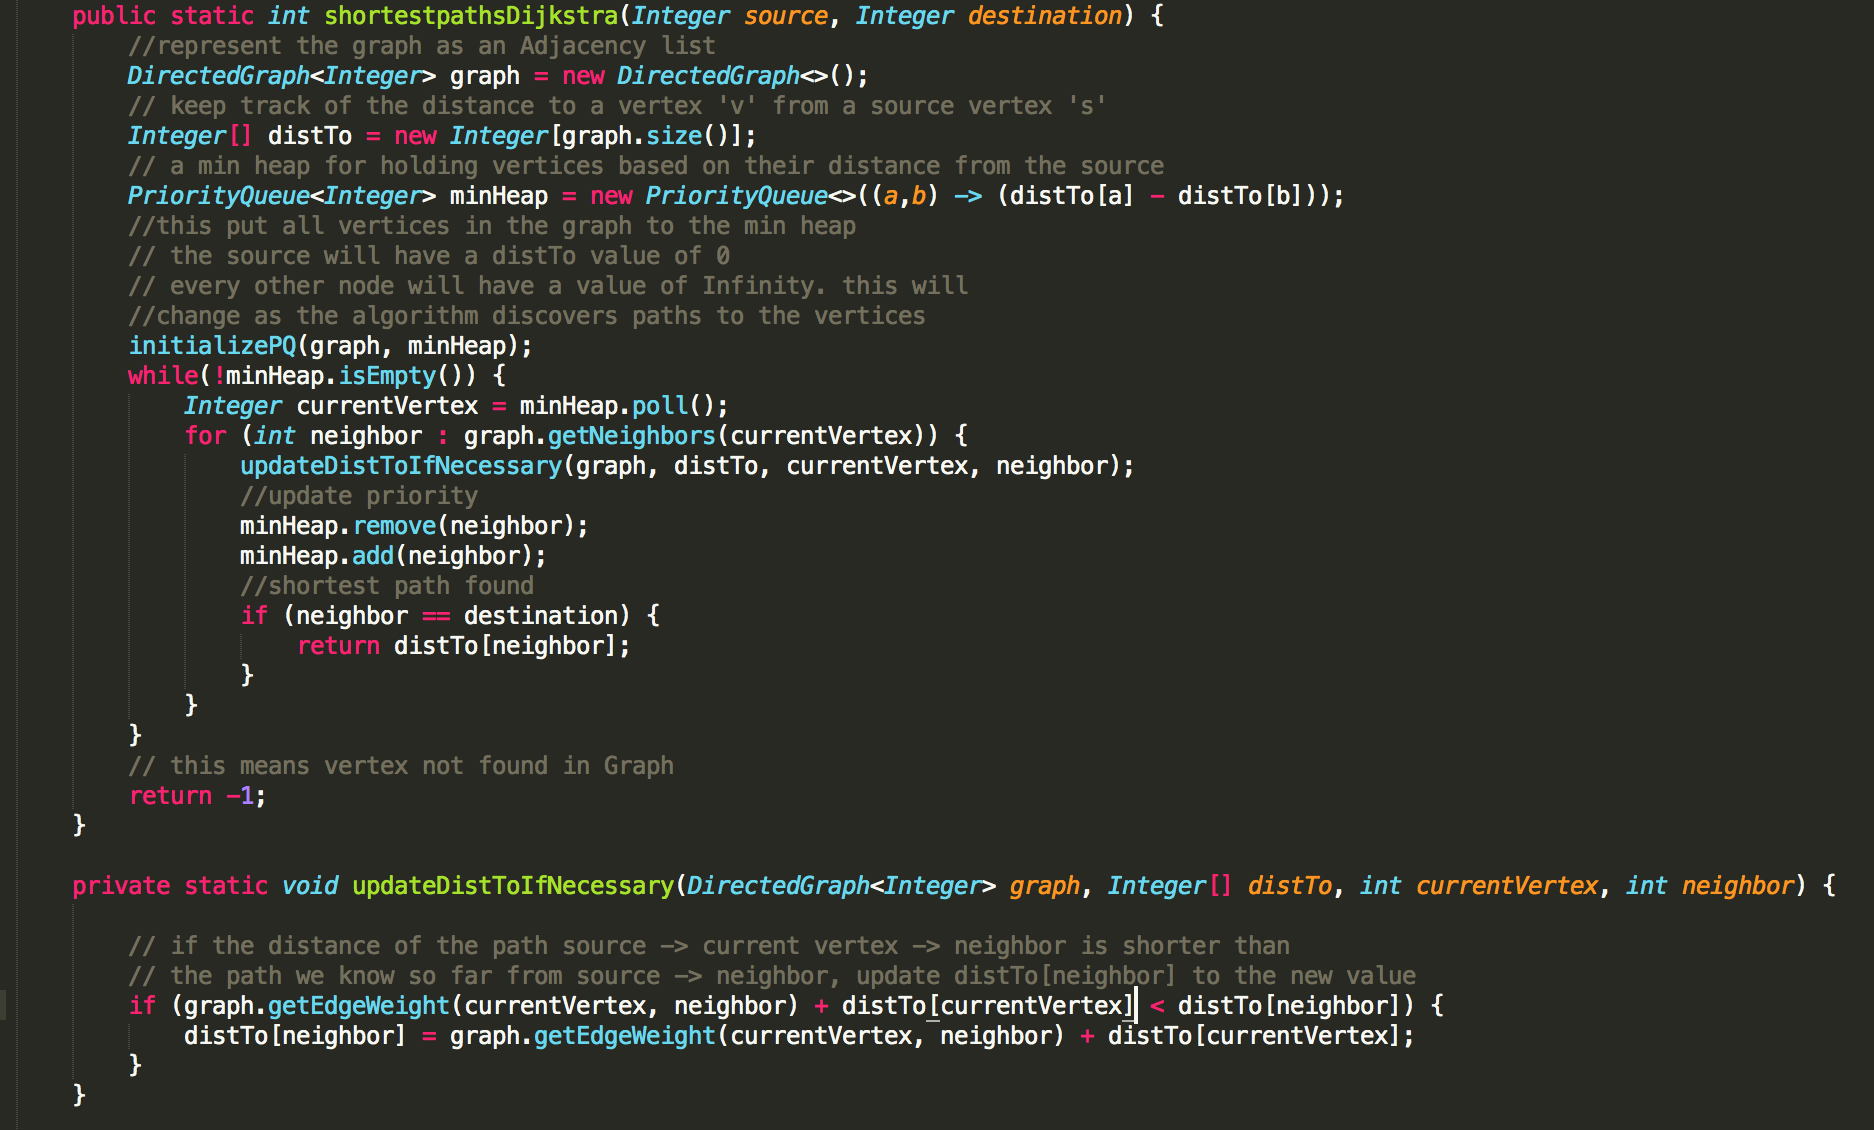 public static int shortestpathsDijkstra(Integer source, Integer destination) {
//represent the graph as an Adjacency list
DirectedGraph<Integer> graph = new DirectedGraph<>();
// keep track of the distance to a vertex 'v' from a source vertex 's'
Integer[] distTo = new Integer[graph.size()];
// a min heap for holding vertices based on their distance from the source
PriorityQueue<Integer> minHeap = new PriorityQueue<>((a,b) -> (distTo[a] - distTo[b]));
//this put all vertices in the graph to the min heap
// the source will have a distTo value of 0
// every other node will have a value of Infinity. this will
//change as the algorithm discovers paths to the vertices
initializePQ(graph, minHeap);
while(!minHeap.isEmpty()) {
Integer currentVertex = minHeap.poll();
for (int neighbor : graph.getNeighbors(currentVertex)) {
updateDistToIfNecessary(graph, distTo, currentVertex, neighbor);
//update priority
minHeap.remove(neighbor);
minHeap.add(neighbor);
//shortest path found
if (neighbor == destination) {
return distTo[neighbor];
}
}
}
// this means vertex not found in Graph
return -1;
}
private static void updateDistToIfNecessary(DirectedGraph<Integer> graph, Integer[] distTo, int currentVertex, int neighbor) {
// if the distance of the path source -> current vertex -> neighbor is shorter than
// the path we know so far from source -> neighbor, update distTo[neighbor] to the new value
if (graph.getEdgeWeight(currentVertex, neighbor) + distTo[currentVertex] < distTo[neighbor]) {
distTo[neighbor] = graph.getEdgeWeight(currentVertex, neighbor) + distTo[currentVertex];
}
}